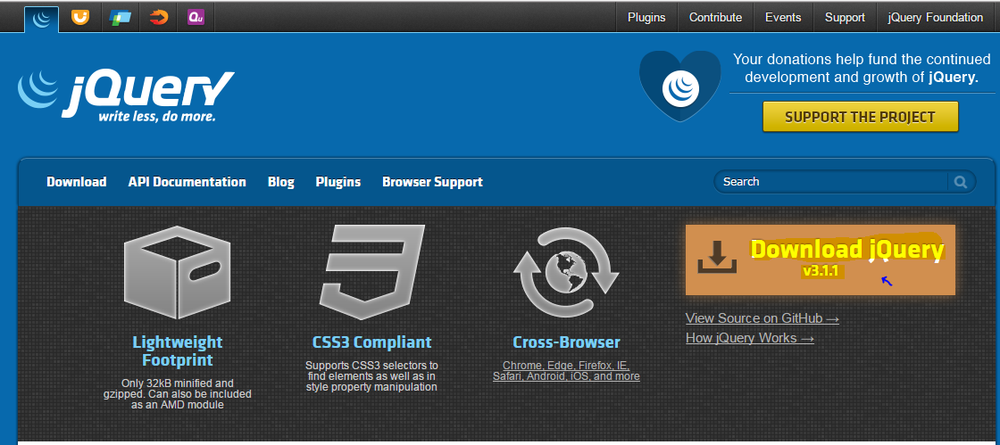 Qu
Plugins
Contribute
Events
Support
jQuery Foundation
jQuery
write less, do more.
Your donations help fund the continued
development and growth of jQuery.
SUPPORT THE PROJECT
Download
API Documentation
Blog
Plugins
Browser Support
Search
Lightweight
Footprint
Only 32kB minified and
gzipped. Can also be included
as an AMD module
CSS3 Compliant
Supports CSS3 selectors to
find elements as well as in
style property manipulation
Cross-Browser
Chrome, Edge, Firefox, IE,
Safari, Android, iOS, and more
Download jQuery
v3.1.1
View Source on GitHub →
How jQuery Works →